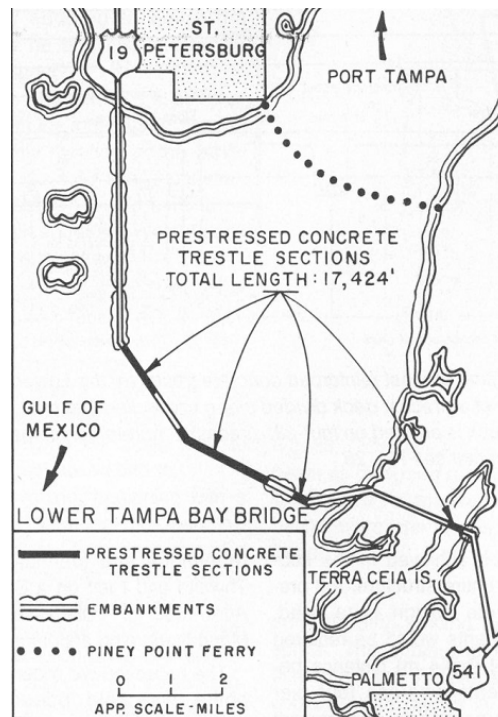 19
ST.
PETERSBURG
PORT TAMPA
PRESTRESSED CONCRETE
TRESTLE SECTIONS
TOTAL LENGTH : 17,424'
GULF OF
MEXICO
LOWER TAMPA BAY BRIDGE
PRESTRESSED CONCRETE
TRESTLE SECTIONS
EMBANKMENTS
PINEY POINT FERRY
0 1 2
APP. SCALE-MILES
TERRA CEIA IS.
PALMETTO
541